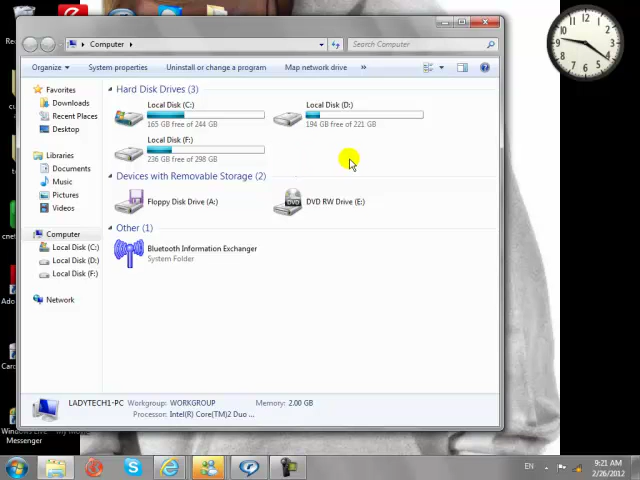 Computer
Search Computer
Organize
System properties
Uninstall or change a program
Map network drive
»
Favorites
Downloads
Recent Places
Desktop
Libraries
Documents
Music
Pictures
Videos
Computer
Local Disk (C:)
Local Disk (D:)
Local Disk (F:)
Network
Hard Disk Drives (3)
Local Disk (C:)
165 GB free of 244 GB
Local Disk (D:)
194 GB free of 221 GB
Local Disk (F:)
236 GB free of 298 GB
Devices with Removable Storage (2)
Floppy Disk Drive (A:)
DVD
DVD RW Drive (E:)
Other (1)
Bluetooth Information Exchanger
System Folder
LADYTECH1-PC
Workgroup: WORKGROUP
Memory: 2.00 GB
Processor: Intel(R) Core(TM)2 Duo ...
Messenger
EN
9:21 AM
2/26/2012